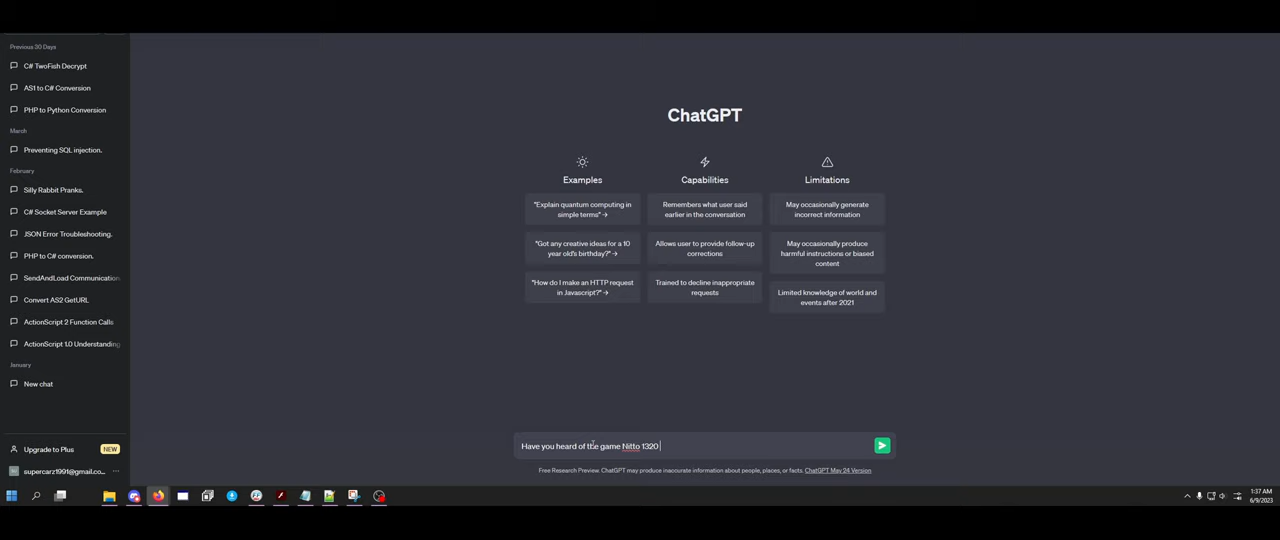 Previous 30 Days
C# TwoFish Decrypt
AS1 to C# Conversion
PHP to Python Conversion
March
Preventing SQL injection.
February
Silly Rabbit Pranks.
C# Socket Server Example
JSON Error Troubleshooting.
PHP to C# conversion.
SendAndLoad Communication
Convert AS2 GetURL
ActionScript 2 Function Calls
ActionScript 1.0 Understanding
January
New chat
Upgrade to Plus
NEW
supercarz1991@gmail.co...
ChatGPT
Examples
"Explain quantum computing in
simple terms" →
"Got any creative ideas for a 10
year old's birthday?" →
"How do I make an HTTP request
in Javascript?" →
Capabilities
Remembers what user said
earlier in the conversation
Allows user to provide follow-up
corrections
Trained to decline inappropriate
requests
Limitations
May occasionally generate
incorrect information
May occasionally produce
harmful instructions or biased
content
Limited knowledge of world and
events after 2021
Have you heard of the game Nitto 1320
Free Research Preview. ChatGPT may produce inaccurate information about people, places, or facts. ChatGPT May 24 Version
1:37 AM
6/9/2023